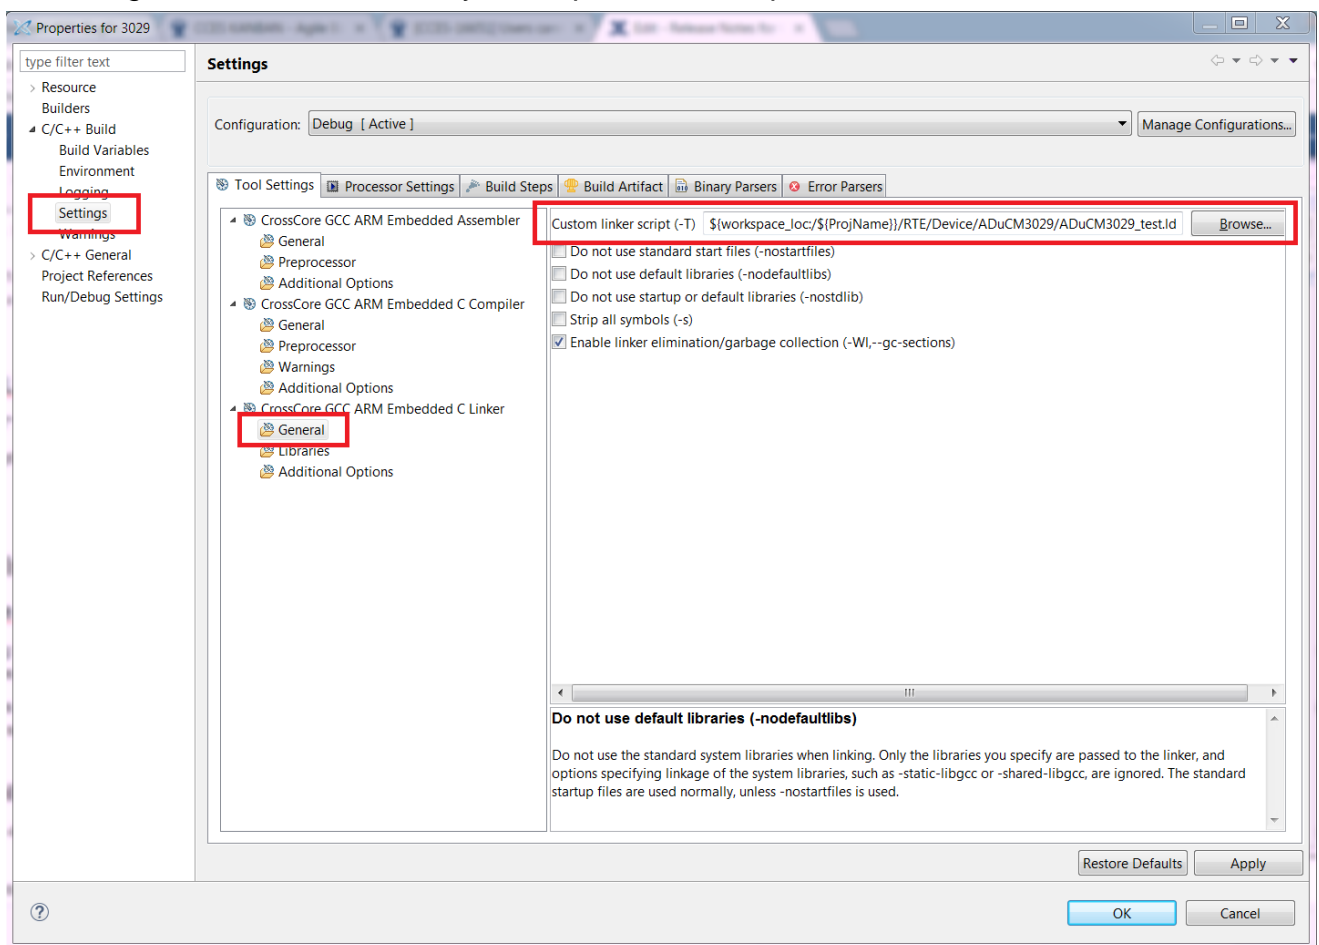 Properties for 3029
type filter text
Resource
Builders
C/C++ Build
Build Variables
Environment
Logging
Settings
Warnings
C/C++ General
Project References
Run/Debug Settings
Settings
Configuration: Debug [ Active ] Manage Configurations...
Tool Settings Processor Settings Build Steps Build Artifact Binary Parsers Error Parsers
CrossCore GCC ARM Embedded Assembler
General
Preprocessor
Additional Options
CrossCore GCC ARM Embedded C Compiler
General
Preprocessor
Warnings
Additional Options
CrossCore GCC ARM Embedded C Linker
General
Libraries
Additional Options
Custom linker script (-T) ${workspace_loc:/${ProjName}}/RTE/Device/ADuCM3029/ADuCM3029_test.ld Browse...
Do not use standard start files (-nostartfiles)
Do not use default libraries (-nodefaultlibs)
Do not use startup or default libraries (-nostdlib)
Strip all symbols (-s)
Enable linker elimination/garbage collection (-Wl,--gc-sections)
Do not use default libraries (-nodefaultlibs)
Do not use the standard system libraries when linking. Only the libraries you specify are passed to the linker, and
options specifying linkage of the system libraries, such as -static-libgcc or -shared-libgcc, are ignored. The standard
startup files are used normally, unless -nostartfiles is used.
Restore Defaults Apply
OK Cancel